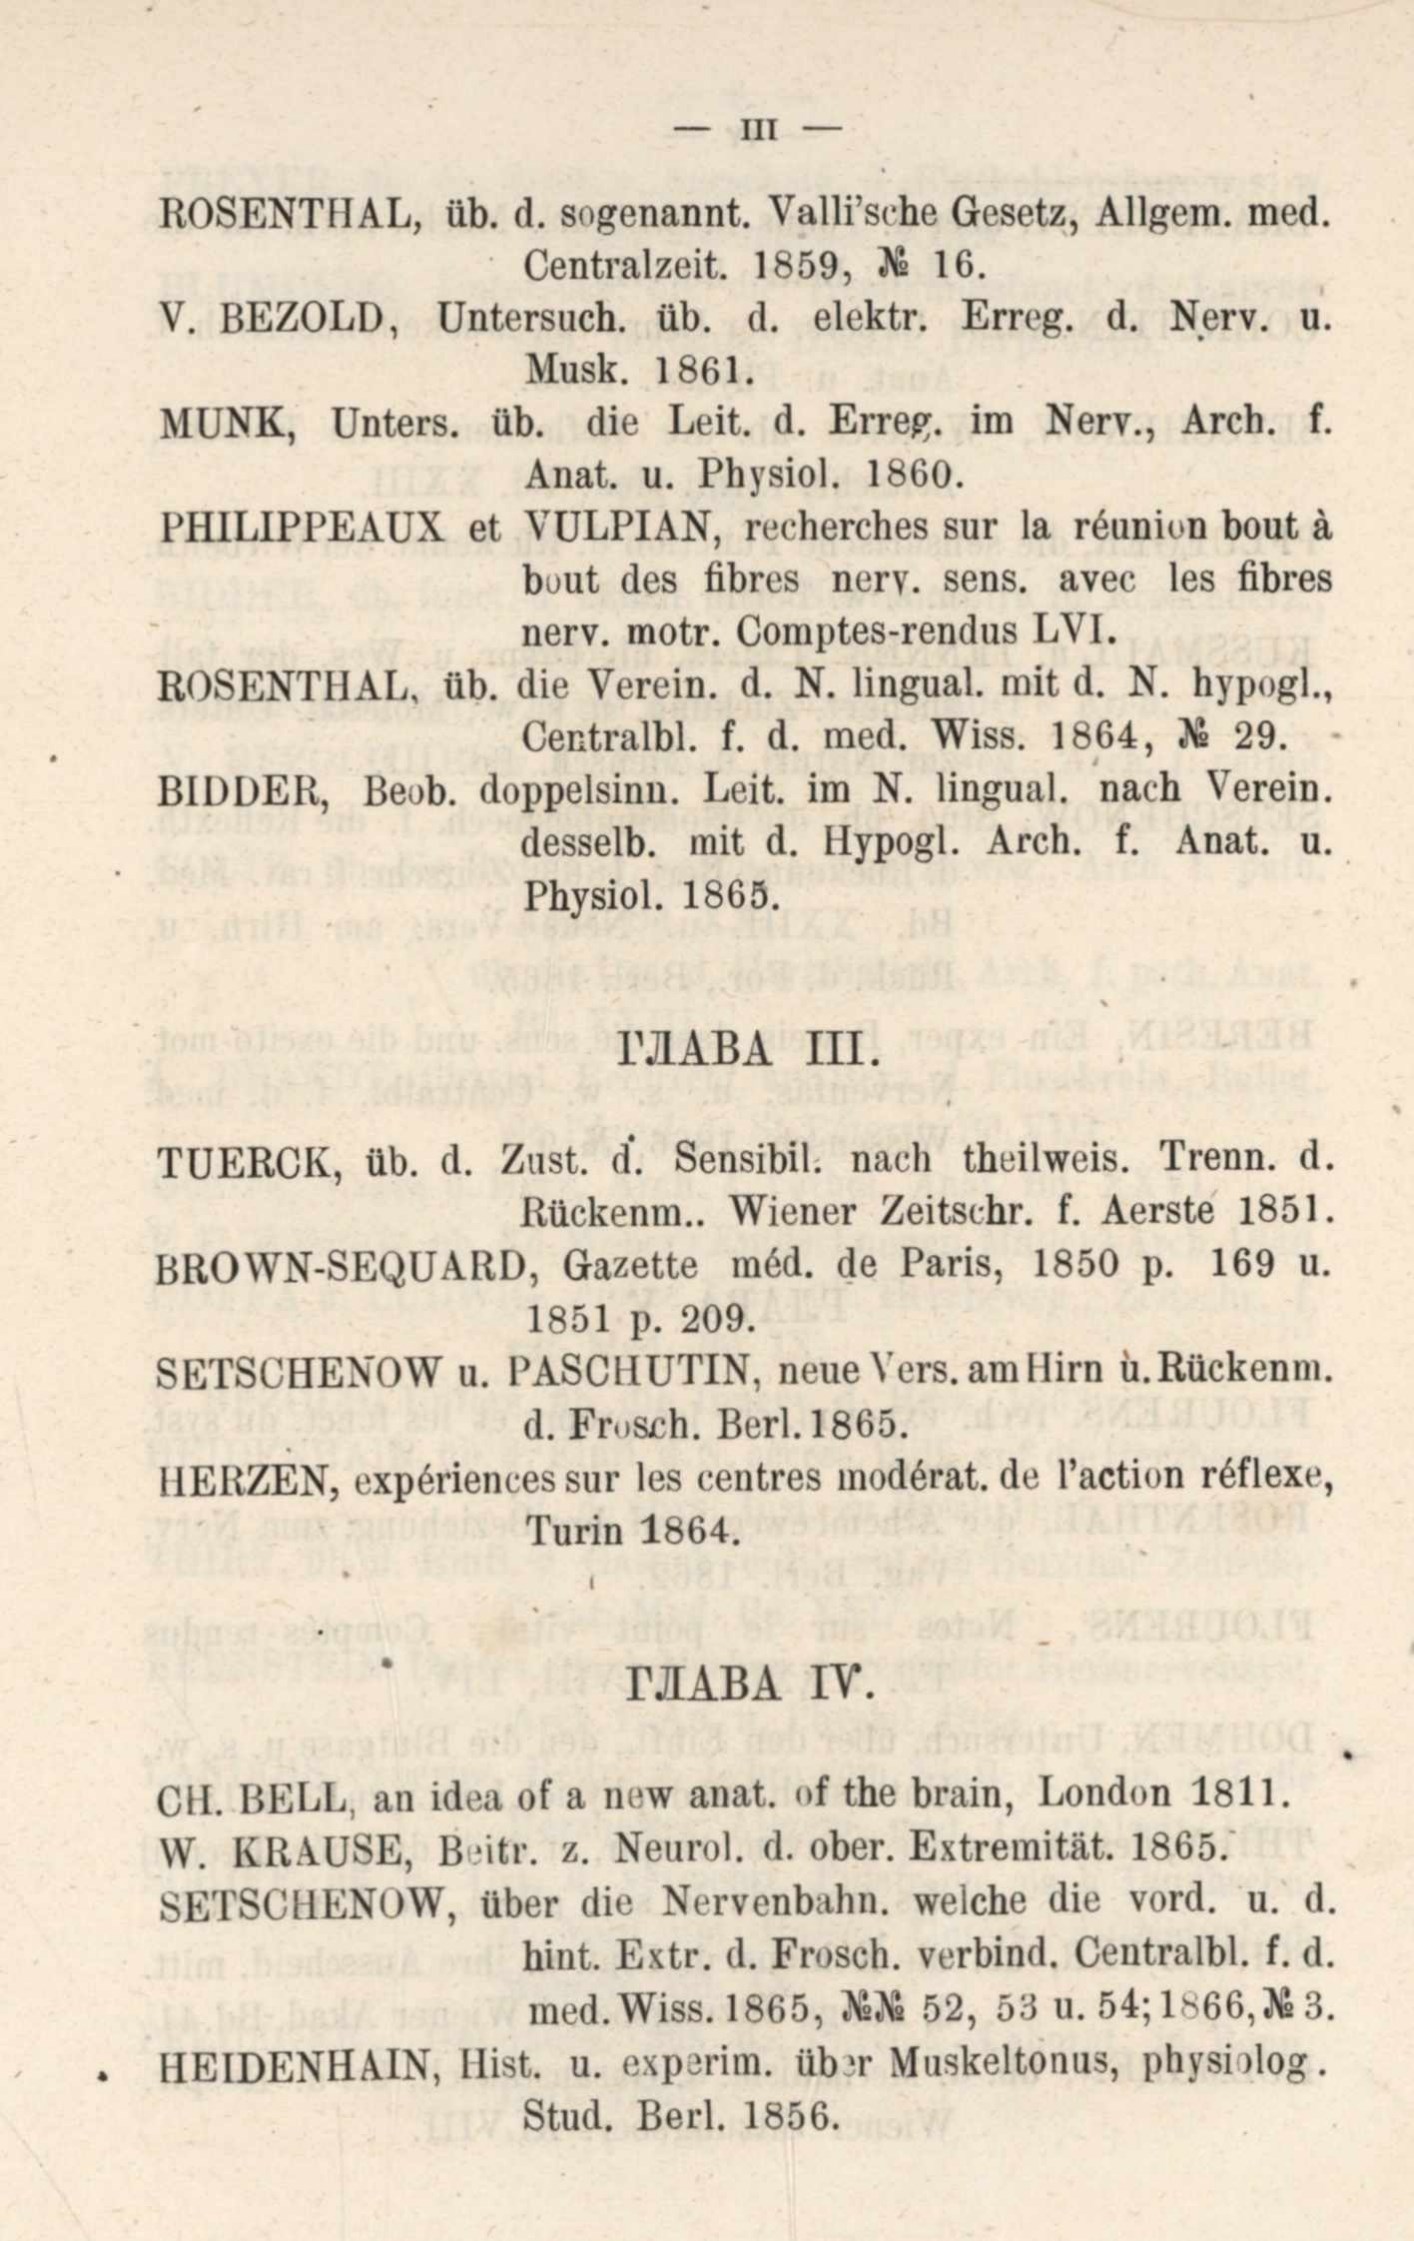 — III —
ROSENTHAL, üb. d. sogenannt. Valli'sche Gesetz, Allgem. med.
Centralzeit. 1859, № 16.
V. BEZOLD, Untersuch. üb. d. elektr. Erreg. d. Nerv. u.
Musk. 1861.
MUNK, Unters. üb. die Leit. d. Erreg. im Nerv., Arch. f.
Anat. u. Physiol. 1860.
PHILIPPEAUX et VULPIAN, recherches sur la réunion bout à
bout des fibres nerv. sens. avec les fibres
nerv. motr. Comptes-rendus LVI.
ROSENTHAL, üb. die Verein. d. N. lingual. mit d. N. hypogl.,
Centralbl. f. d. med. Wiss. 1864, № 29.
BIDDER, Beob. doppelsinn. Leit. im N. lingual. nach Verein.
desselb. mit d. Hypogl. Arch. f. Anat. u.
Physiol. 1865.
ГЛАВА III.
TUERCK, üb. d. Zust. d. Sensibil. nach theilweis. Trenn. d.
Rückenm.. Wiener Zeitschr. f. Aerste 1851.
BROWN-SEQUARD, Gazette méd. de Paris, 1850 p. 169 u.
1851 p. 209.
SETSCHENOW u. PASCHUTIN, neue Vers. am Hirn u. Rückenm.
d. Frosch. Berl. 1865.
HERZEN, expériences sur les centres modérat. de l'action réflexe,
Turin 1864.
ГЛАВА IV.
CH. BELL, an idea of a new anat. of the brain, London 1811.
W. KRAUSE, Beitr. z. Neurol. d. ober. Extremität. 1865.
SETSCHENOW, über die Nervenbahn. welche die vord. u. d.
hint. Extr. d. Frosch. verbind. Centralbl. f. d.
med. Wiss. 1865, №№ 52, 53 u. 54; 1866, № 3.
HEIDENHAIN, Hist. u. experim. über Muskeltonus, physiolog.
Stud. Berl. 1856.